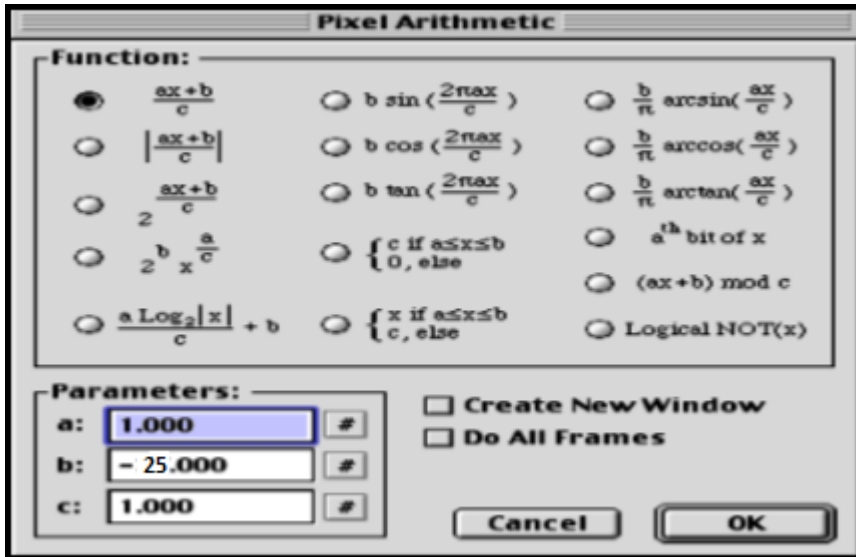 Pixel Arithmetic
Function:
(ax+b)/c
|(ax+b)/c|
2^((ax+b)/c)
2^b x^(a/c)
(a Log₂|x|)/c + b
b sin (2πax/c)
b cos (2πax/c)
b tan (2πax/c)
{c if a≤x≤b
0, else
{x if a≤x≤b
c, else
b/π arcsin(ax/c)
b/π arccos(ax/c)
b/π arctan(ax/c)
a^th bit of x
(ax+b) mod c
Logical NOT(x)
Parameters:
a: 1.000 #
b: -25.000 #
c: 1.000 #
Create New Window
Do All Frames
Cancel OK